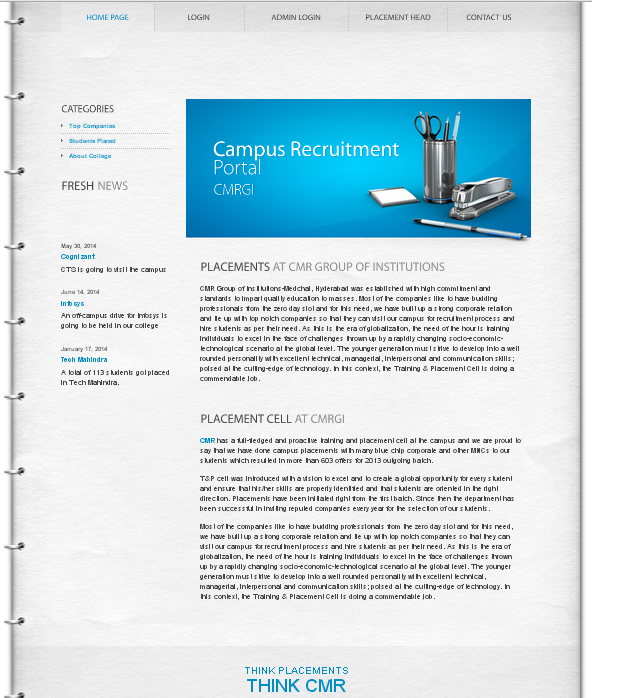 HOME PAGE
LOGIN
ADMIN LOGIN
PLACEMENT HEAD
CONTACT US
CATEGORIES
Top Companies
Students Placed
About College
FRESH NEWS
May 30, 2014
Cognizant
CTS is going to visit the campus
June 14, 2014
Infosys
An off-campus drive for infosys is
going to be held in our college
January 17, 2014
Tech Mahindra
A total of 113 students got placed
in Tech Mahindra.
Campus Recruitment
Portal
CMRGI
PLACEMENTS AT CMR GROUP OF INSTITUTIONS
CMR Group of Institutions-Medchal, Hyderabad was established with high commitment and
standards to impart quality education to masses. Most of the companies like to have budding
professionals from the zero day slot and for this need, we have built up a strong corporate relation
and tie up with top notch companies so that they can visit our campus for recruitment process and
hire students as per their need. As this is the era of globalization, the need of the hour is training
individuals to excel in the face of challenges thrown up by a rapidly changing socio-economic-
technological scenario at the global level. The younger generation must strive to develop into a well
rounded personality with excellent technical, managerial, interpersonal and communication skills;
poised at the cutting-edge of technology. In this context, the Training & Placement Cell is doing a
commendable job.
PLACEMENT CELL AT CMRGI
CMR has a full-fledged and proactive training and placement cell at the campus and we are proud to
say that we have done campus placements with many blue chip corporate and other MNCs to our
students which resulted in more than 603 offers for 2013 outgoing batch.
T&P cell was introduced with a vision to excel and to create a global opportunity for every student
and ensure that his/her skills are properly identified and that students are oriented in the right
direction. Placements have been initiated right from the first batch. Since then the department has
been successful in inviting reputed companies every year for the selection of our students.
Most of the companies like to have budding professionals from the zero day slot and for this need,
we have built up a strong corporate relation and tie up with top notch companies so that they can
visit our campus for recruitment process and hire students as per their need. As this is the era of
globalization, the need of the hour is training individuals to excel in the face of challenges thrown
up by a rapidly changing socio-economic-technological scenario at the global level. The younger
generation must strive to develop into a well rounded personality with excellent technical,
managerial, interpersonal and communication skills; poised at the cutting-edge of technology. In
this context, the Training & Placement Cell is doing a commendable job.
THINK PLACEMENTS
THINK CMR